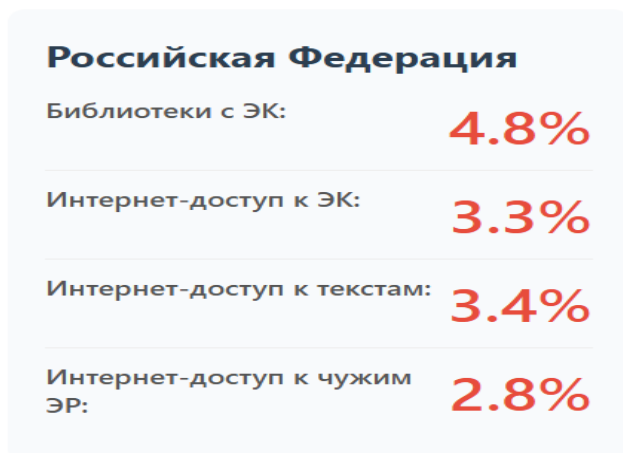 Российская Федерация
Библиотеки с ЭК:
4.8%
Интернет-доступ к ЭК:
3.3%
Интернет-доступ к текстам:
3.4%
Интернет-доступ к чужим
ЭР:
2.8%